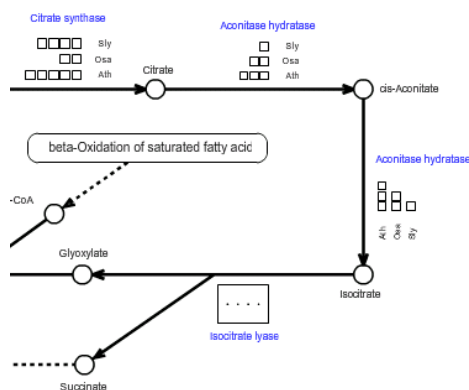 Citrate synthase
Aconitase hydratase
Sly
Osa
Ath
Sly
Osa
Ath
Citrate
cis-Aconitate
beta-Oxidation of saturated fatty acid
Aconitase hydratase
Ath
Osa
Sly
-CoA
Glyoxylate
Isocitrate
. . . .
Isocitrate lyase
Succinate